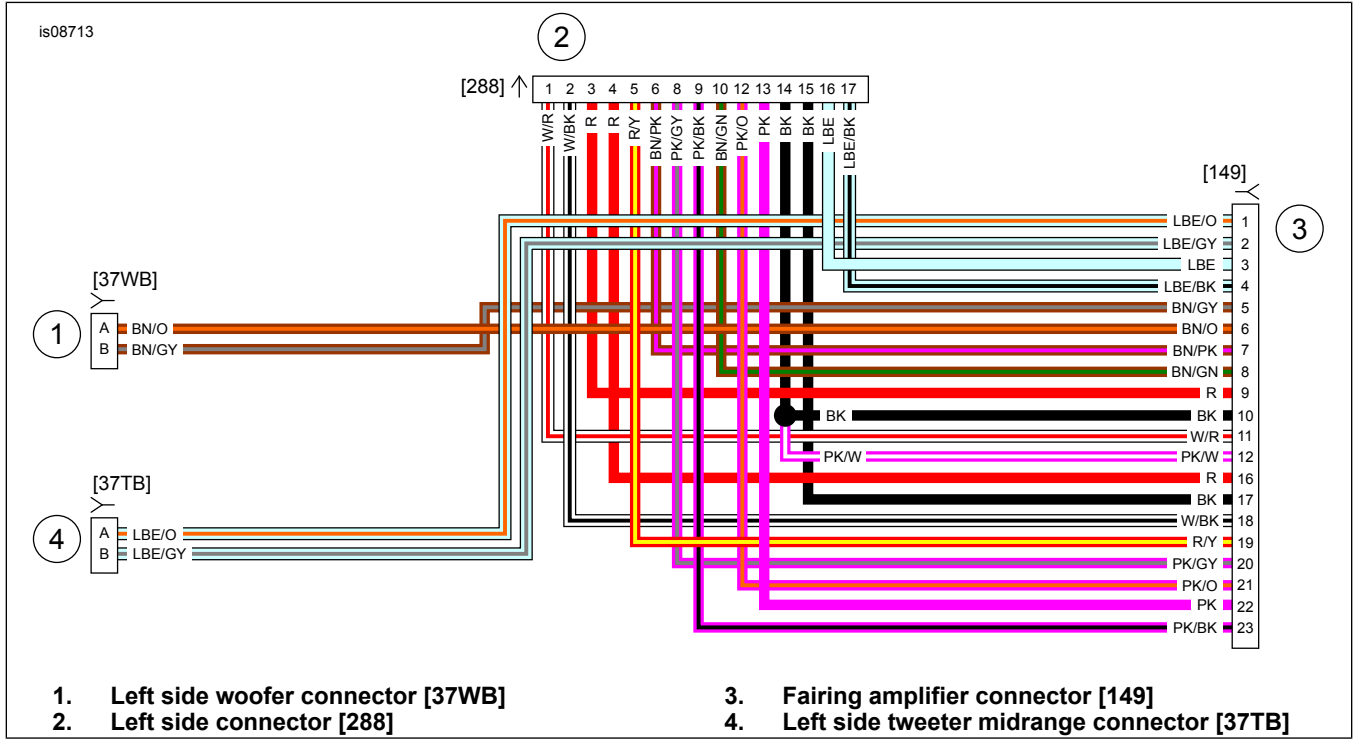 is08713
2
[288] 1 2 3 4 5 6 8 9 10 12 13 14 15 16 17
W/R W/BK R R R/Y BN/PK PK/GY PK/BK BN/GN PK/O PK BK BK LBE LBE/BK
[149]
3
LBE/O 1
LBE/GY 2
LBE 3
LBE/BK 4
BN/GY 5
BN/O 6
BN/PK 7
BN/GN 8
R 9
BK BK 10
W/R 11
PK/W PK/W 12
R 16
BK 17
W/BK 18
R/Y 19
PK/GY 20
PK/O 21
PK 22
PK/BK 23
[37WB]
1
A BN/O
B BN/GY
[37TB]
4
A LBE/O
B LBE/GY
1. Left side woofer connector [37WB]
2. Left side connector [288]
3. Fairing amplifier connector [149]
4. Left side tweeter midrange connector [37TB]